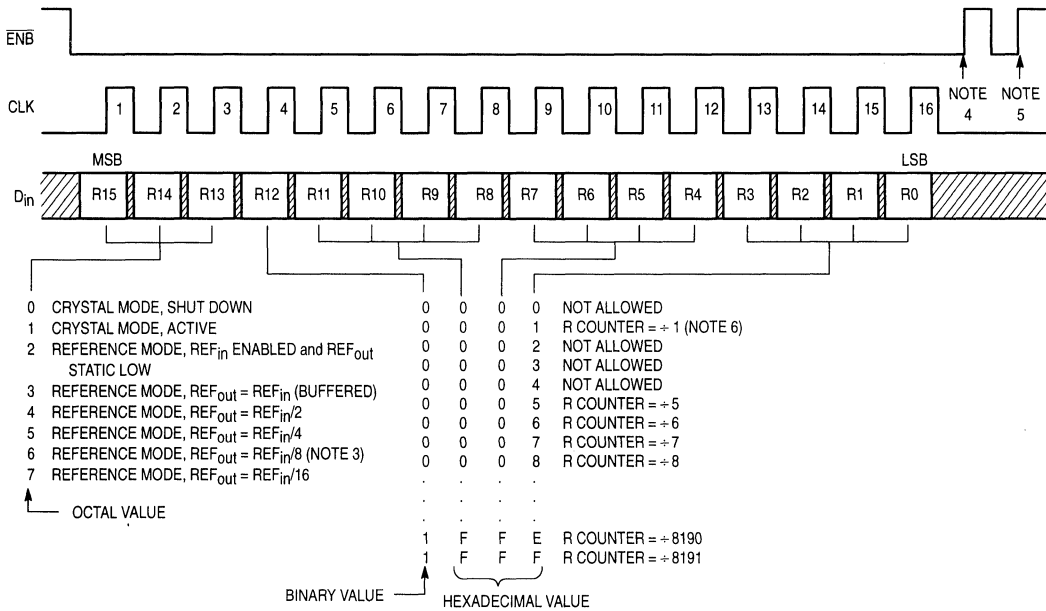 ENB
NOTE 4 NOTE 5
CLK 1 2 3 4 5 6 7 8 9 10 11 12 13 14 15 16
MSB LSB
Din R15 R14 R13 R12 R11 R10 R9 R8 R7 R6 R5 R4 R3 R2 R1 R0
0 CRYSTAL MODE, SHUT DOWN
1 CRYSTAL MODE, ACTIVE
2 REFERENCE MODE, REFin ENABLED and REFout
STATIC LOW
3 REFERENCE MODE, REFout = REFin (BUFFERED)
4 REFERENCE MODE, REFout = REFin/2
5 REFERENCE MODE, REFout = REFin/4
6 REFERENCE MODE, REFout = REFin/8 (NOTE 3)
7 REFERENCE MODE, REFout = REFin/16
OCTAL VALUE
0 0 0 0 NOT ALLOWED
0 0 0 1 R COUNTER = ÷ 1 (NOTE 6)
0 0 0 2 NOT ALLOWED
0 0 0 3 NOT ALLOWED
0 0 0 4 NOT ALLOWED
0 0 0 5 R COUNTER = ÷ 5
0 0 0 6 R COUNTER = ÷ 6
0 0 0 7 R COUNTER = ÷ 7
0 0 0 8 R COUNTER = ÷ 8
. . . .
. . . .
. . . .
1 F F E R COUNTER = ÷ 8190
1 F F F R COUNTER = ÷ 8191
BINARY VALUE HEXADECIMAL VALUE